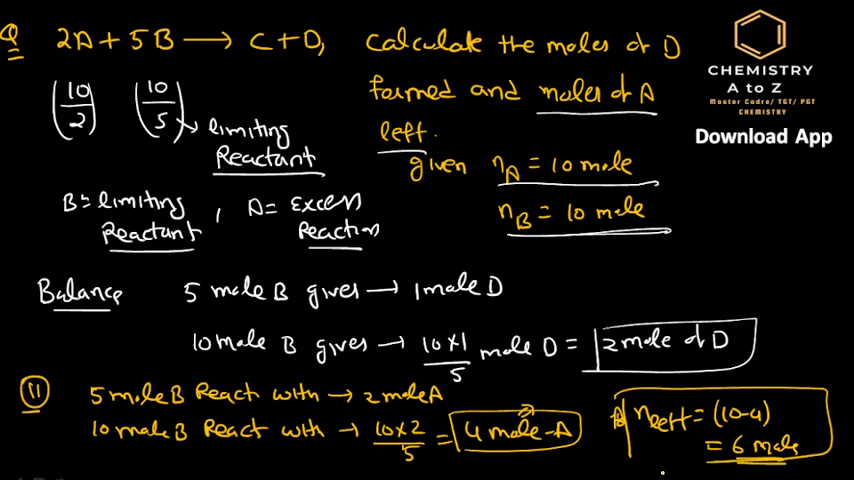 Q 2A + 5B → C + D, calculate the moles of D
formed and moles of A
left.
(10/2) (10/5) → limiting
Reactant
given nA = 10 mole
nB = 10 mole
B = limiting
Reactant , A = Excess
Reaction
Balance 5 mole B gives → 1 mole D
10 mole B gives → 10×1/5 mole D = 2 mole of D
(II) 5 mole B React with → 2 mole A
10 mole B React with → 10×2/5 = 4 mole-A
nleft = (10-4)
= 6 mole
CHEMISTRY
A to Z
Master Cadre/ TGT/ PGT
CHEMISTRY
Download App